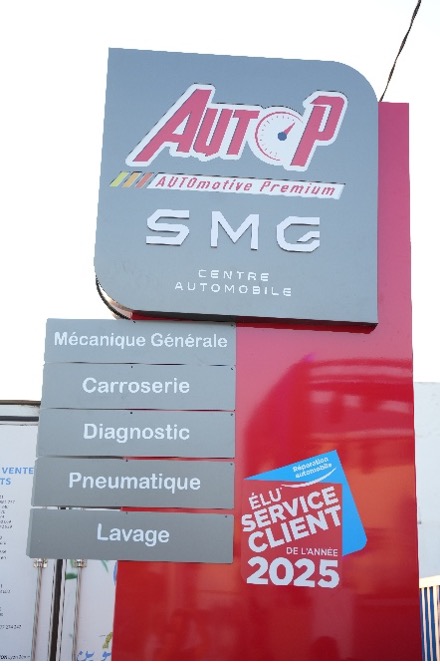 AUTOP
AUTOmotive Premium
SMG
CENTRE
AUTOMOBILE
Mécanique Générale
Carroserie
Diagnostic
Pneumatique
Lavage
Réparation
automobile
ÉLU
SERVICE
CLIENT
DE L'ANNÉE
2025
VENTE